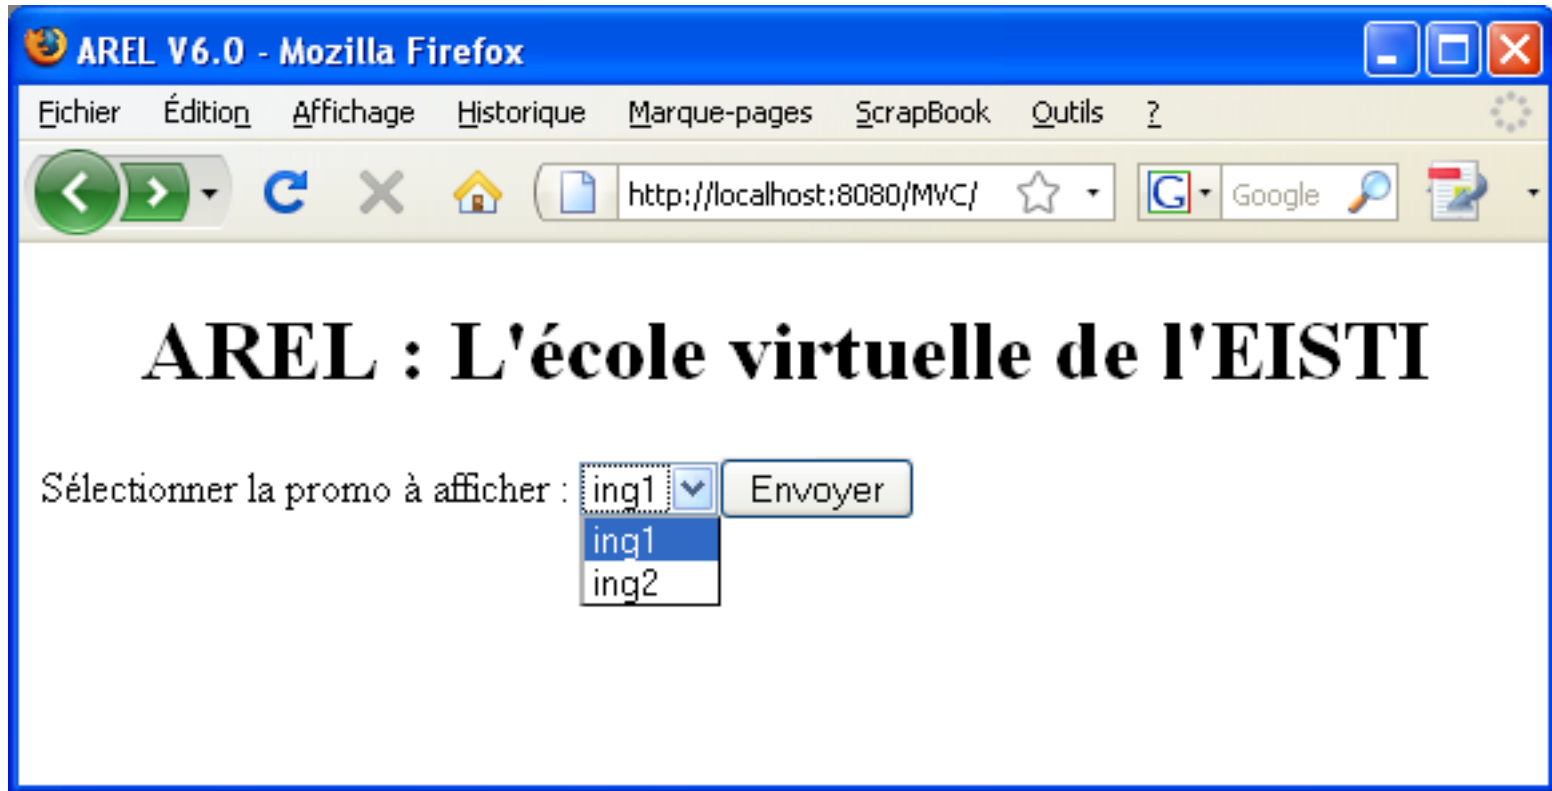 AREL V6.0 - Mozilla Firefox
Fichier Édition Affichage Historique Marque-pages ScrapBook Outils ?
http://localhost:8080/MVC/ G Google
AREL : L'école virtuelle de l'EISTI
Sélectionner la promo à afficher : ing1 Envoyer
ing1
ing2